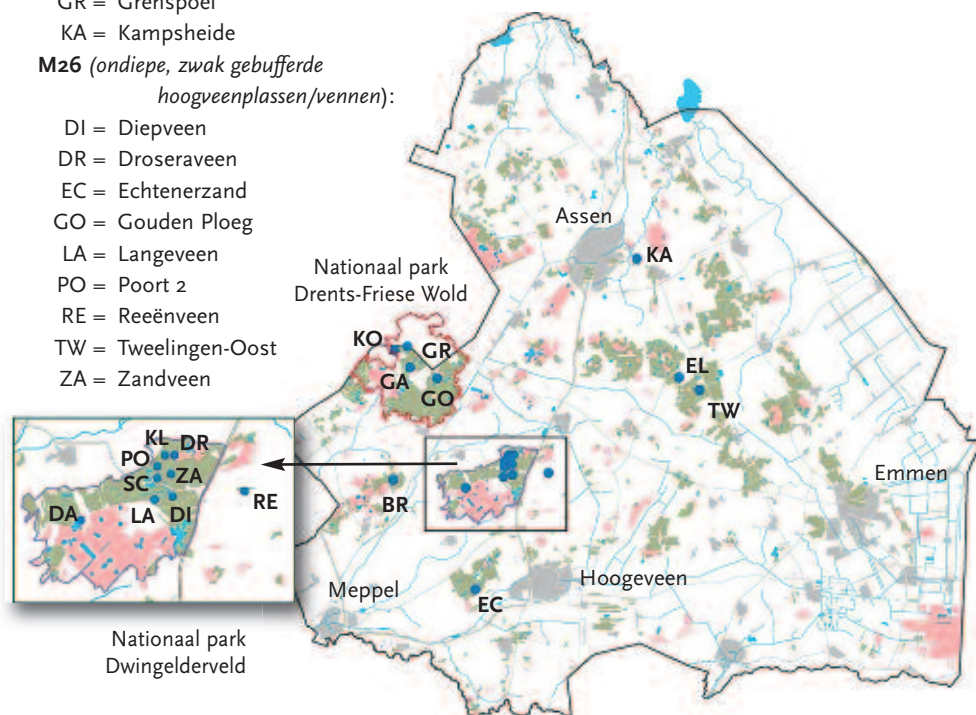 GR = Grenspoel
KA = Kampsheide
M26 (ondiepe, zwak gebufferde
hoogveenplassen/vennen):
DI = Diepveen
DR = Droseraveen
EC = Echtenerzand
GO = Gouden Ploeg
LA = Langeveen
PO = Poort 2
RE = Reeënveen
TW = Tweelingen-Oost
ZA = Zandveen
Assen
KA
Nationaal park
Drents-Friese Wold
KO
GR
GA
GO
EL
TW
KL
DR
PO
ZA
SC
RE
DA
LA
DI
BR
Emmen
Meppel
EC
Hoogeveen
Nationaal park
Dwingelderveld